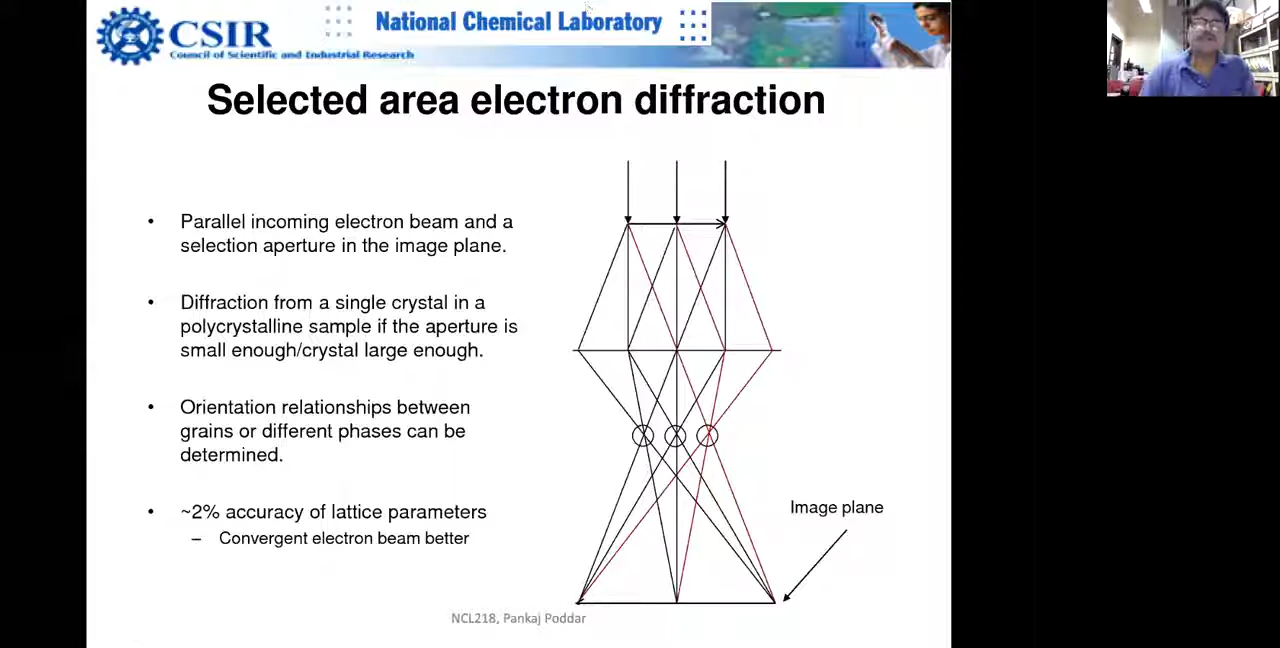 CSIR
Council of Scientific and Industrial Research
National Chemical Laboratory
Selected area electron diffraction
• Parallel incoming electron beam and a
selection aperture in the image plane.
• Diffraction from a single crystal in a
polycrystalline sample if the aperture is
small enough/crystal large enough.
• Orientation relationships between
grains or different phases can be
determined.
• ~2% accuracy of lattice parameters
– Convergent electron beam better
Image plane
NCL218, Pankaj Poddar